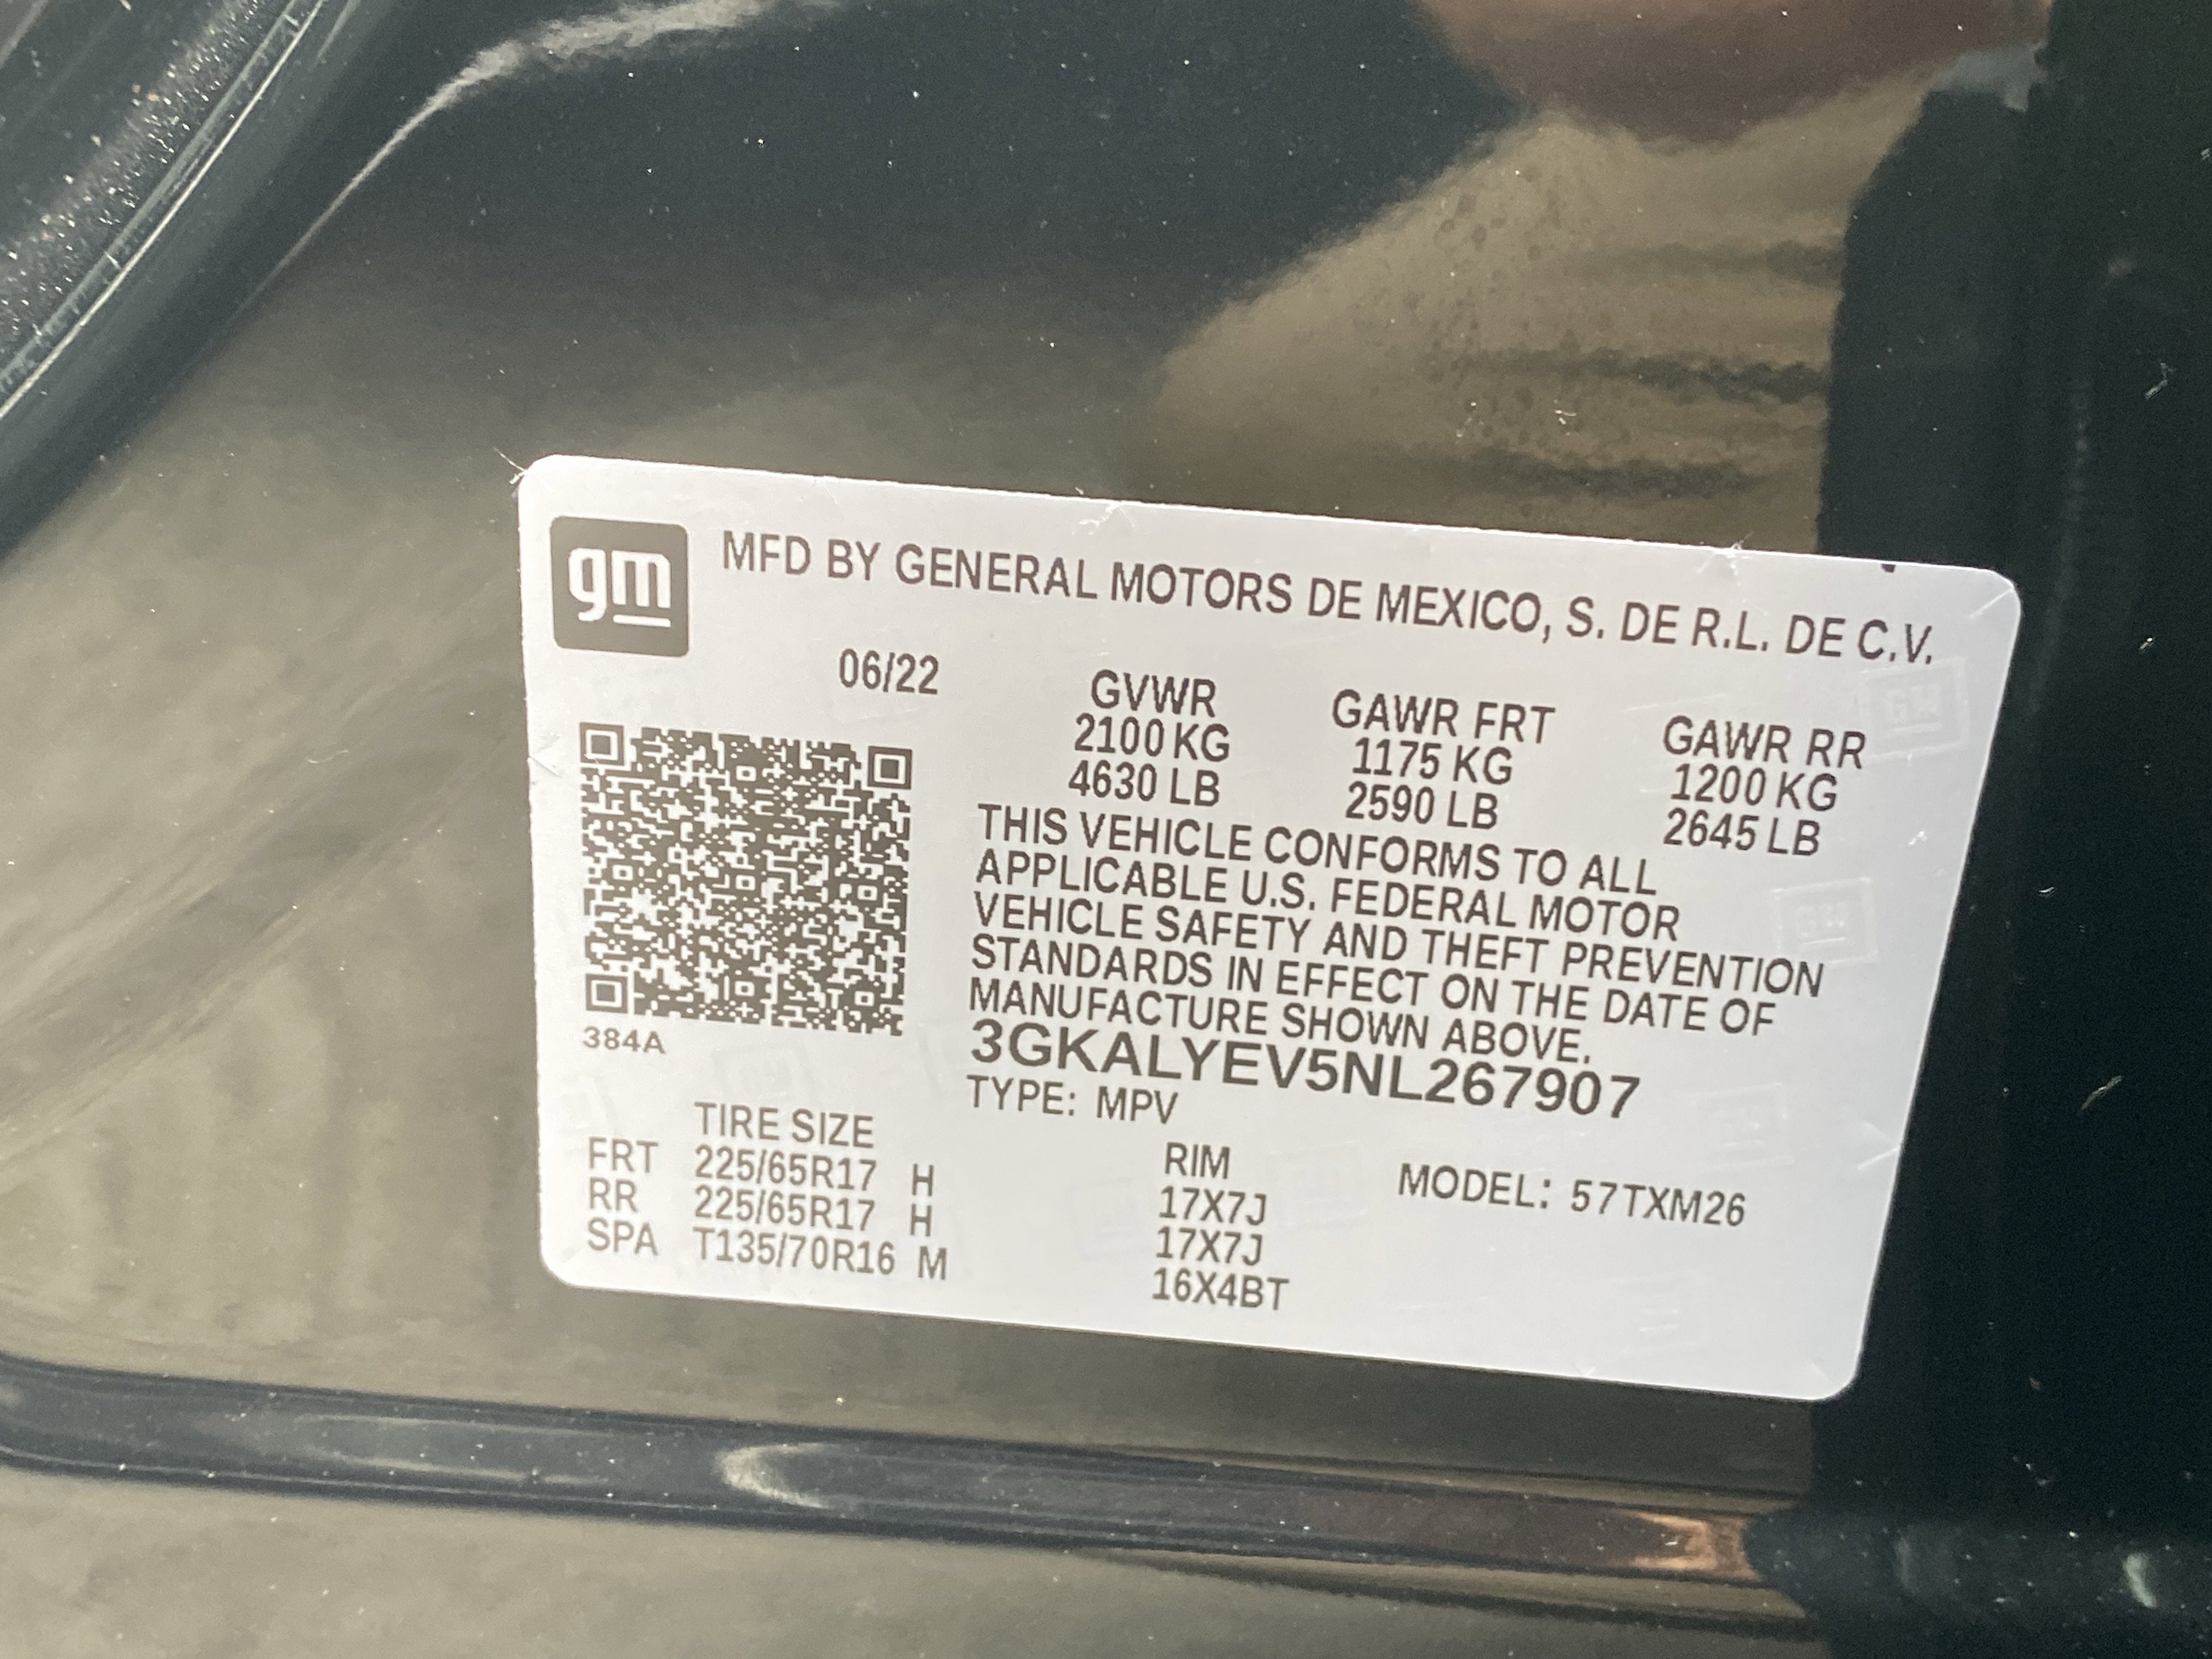 gm
MFD BY GENERAL MOTORS DE MEXICO, S. DE R.L. DE C.V.
06/22
GVWR GAWR FRT GAWR RR
2100 KG 1175 KG 1200 KG
4630 LB 2590 LB 2645 LB
THIS VEHICLE CONFORMS TO ALL
APPLICABLE U.S. FEDERAL MOTOR
VEHICLE SAFETY AND THEFT PREVENTION
STANDARDS IN EFFECT ON THE DATE OF
MANUFACTURE SHOWN ABOVE.
3GKALYEV5NL267907
384A
TYPE: MPV
TIRE SIZE RIM MODEL: 57TXM26
FRT 225/65R17 H 17X7J
RR 225/65R17 H 17X7J
SPA T135/70R16 M 16X4BT
GM
GM